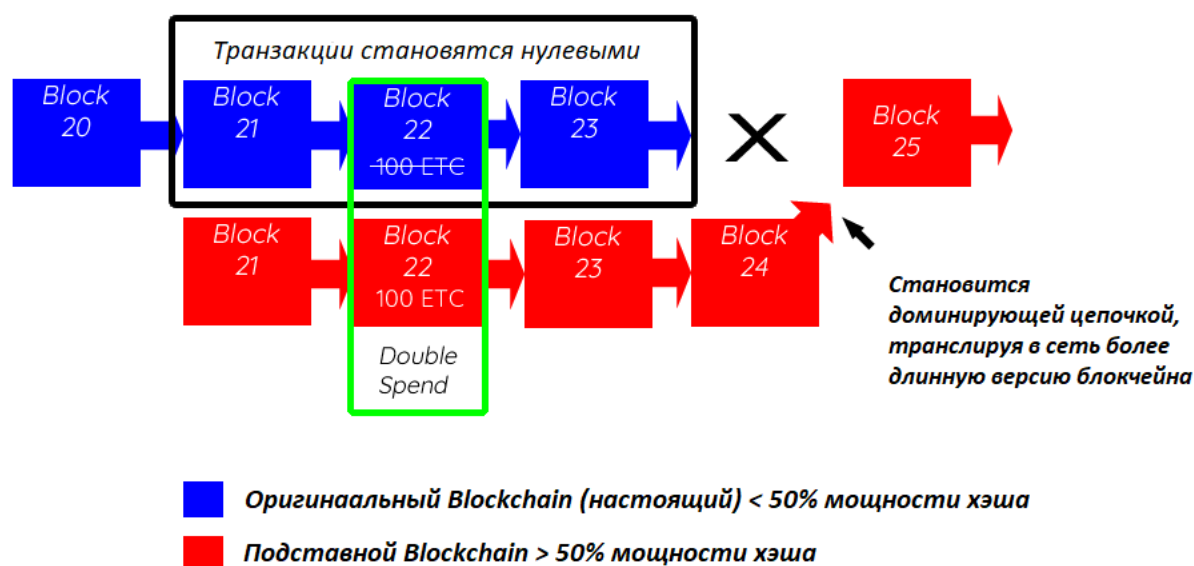 Транзакции становятся нулевыми
Block
20
Block
21
Block
22
100 ETC
Block
23
Block
25
Block
21
Block
22
100 ETC
Block
23
Block
24
Double
Spend
Становится
доминирующей цепочкой,
транслируя в сеть более
длинную версию блокчейна
Оригинаальный Blockchain (настоящий) < 50% мощности хэша
Подставной Blockchain > 50% мощности хэша